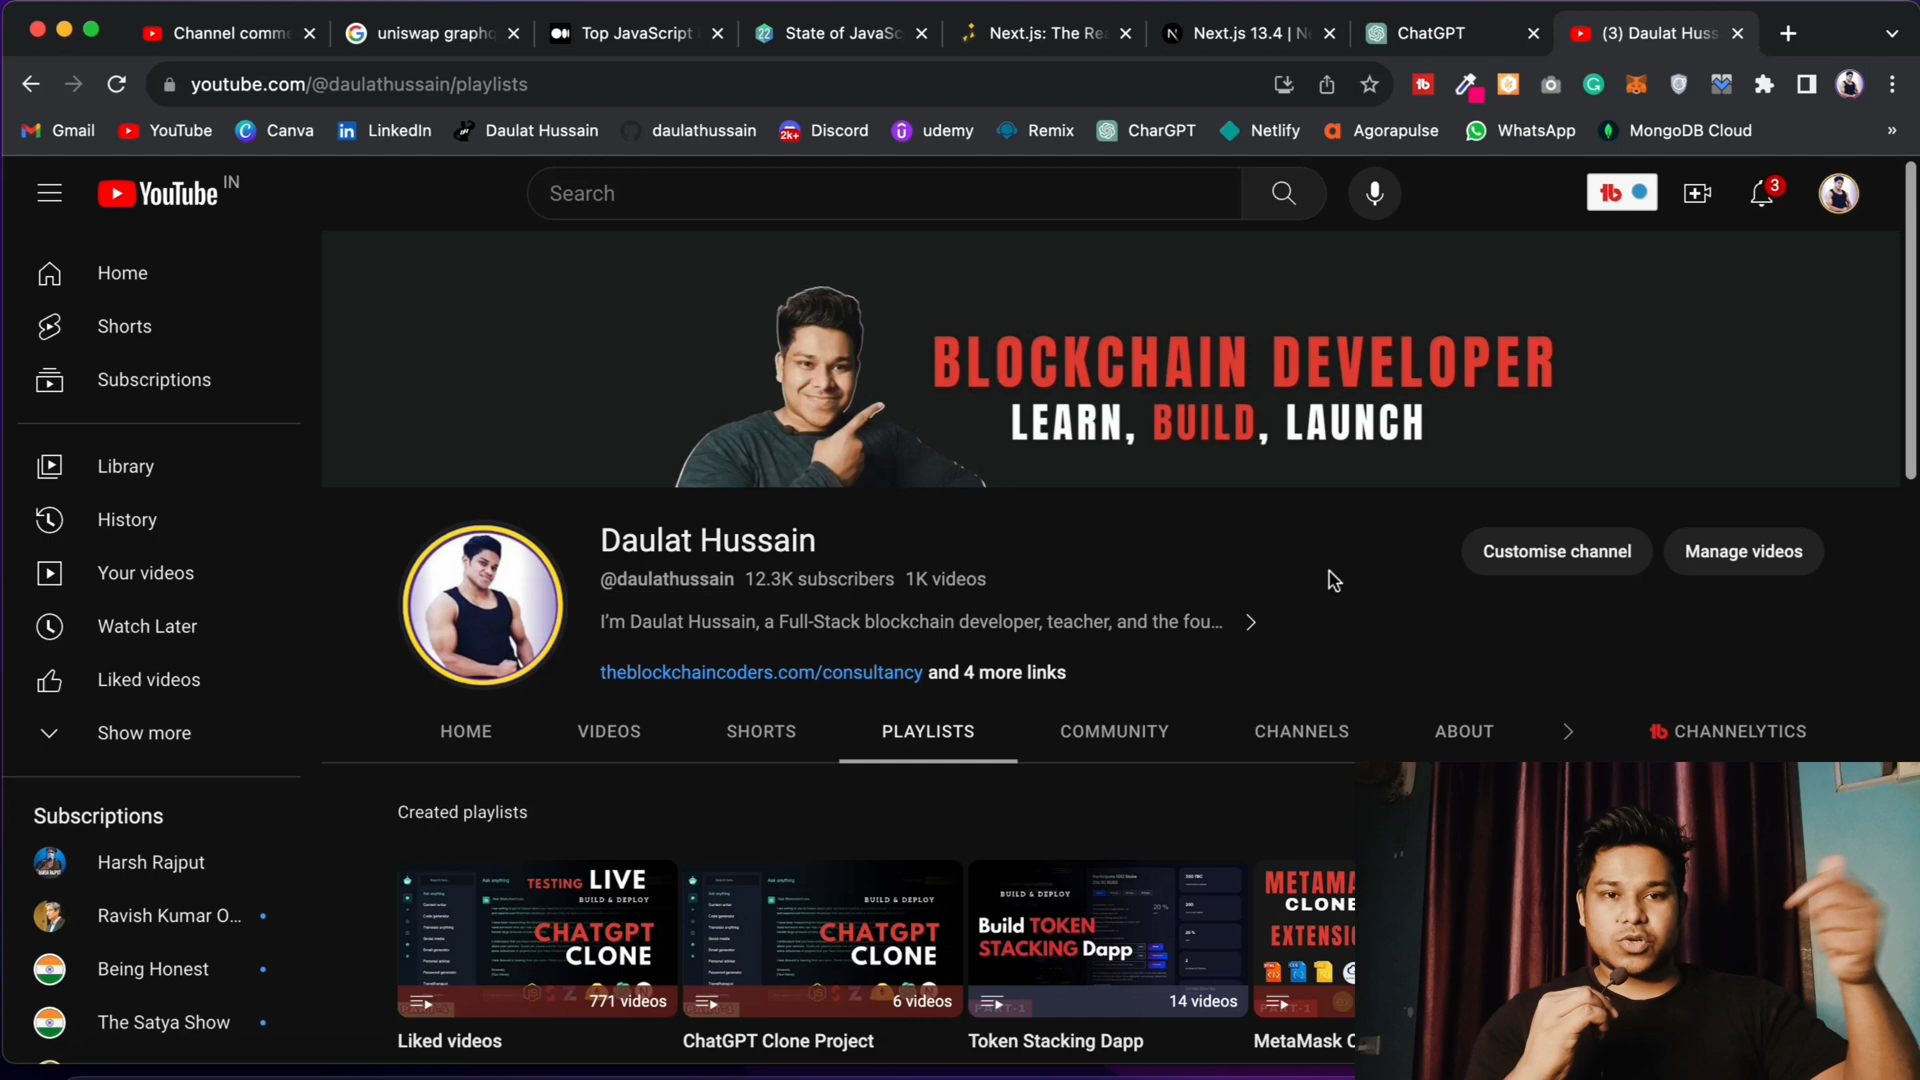 Channel comme
uniswap graphq
Top JavaScript
State of JavaSc
Next.js: The Rea
Next.js 13.4 | Ne
ChatGPT
(3) Daulat Huss
youtube.com/@daulathussain/playlists
Gmail
YouTube
Canva
LinkedIn
Daulat Hussain
daulathussain
Discord
udemy
Remix
CharGPT
Netlify
Agorapulse
WhatsApp
MongoDB Cloud
YouTube IN
Search
3
Home
Shorts
Subscriptions
Library
History
Your videos
Watch Later
Liked videos
Show more
Subscriptions
Harsh Rajput
Ravish Kumar O...
Being Honest
The Satya Show
BLOCKCHAIN DEVELOPER
LEARN, BUILD, LAUNCH
Daulat Hussain
@daulathussain 12.3K subscribers 1K videos
I'm Daulat Hussain, a Full-Stack blockchain developer, teacher, and the fou...
theblockchaincoders.com/consultancy and 4 more links
Customise channel
Manage videos
HOME
VIDEOS
SHORTS
PLAYLISTS
COMMUNITY
CHANNELS
ABOUT
CHANNELYTICS
Created playlists
TESTING LIVE
BUILD & DEPLOY
CHATGPT
CLONE
771 videos
Liked videos
BUILD & DEPLOY
CHATGPT
CLONE
6 videos
ChatGPT Clone Project
BUILD & DEPLOY
Build TOKEN
STACKING Dapp
14 videos
Token Stacking Dapp
METAMA
CLONE
EXTENSIO
MetaMask C